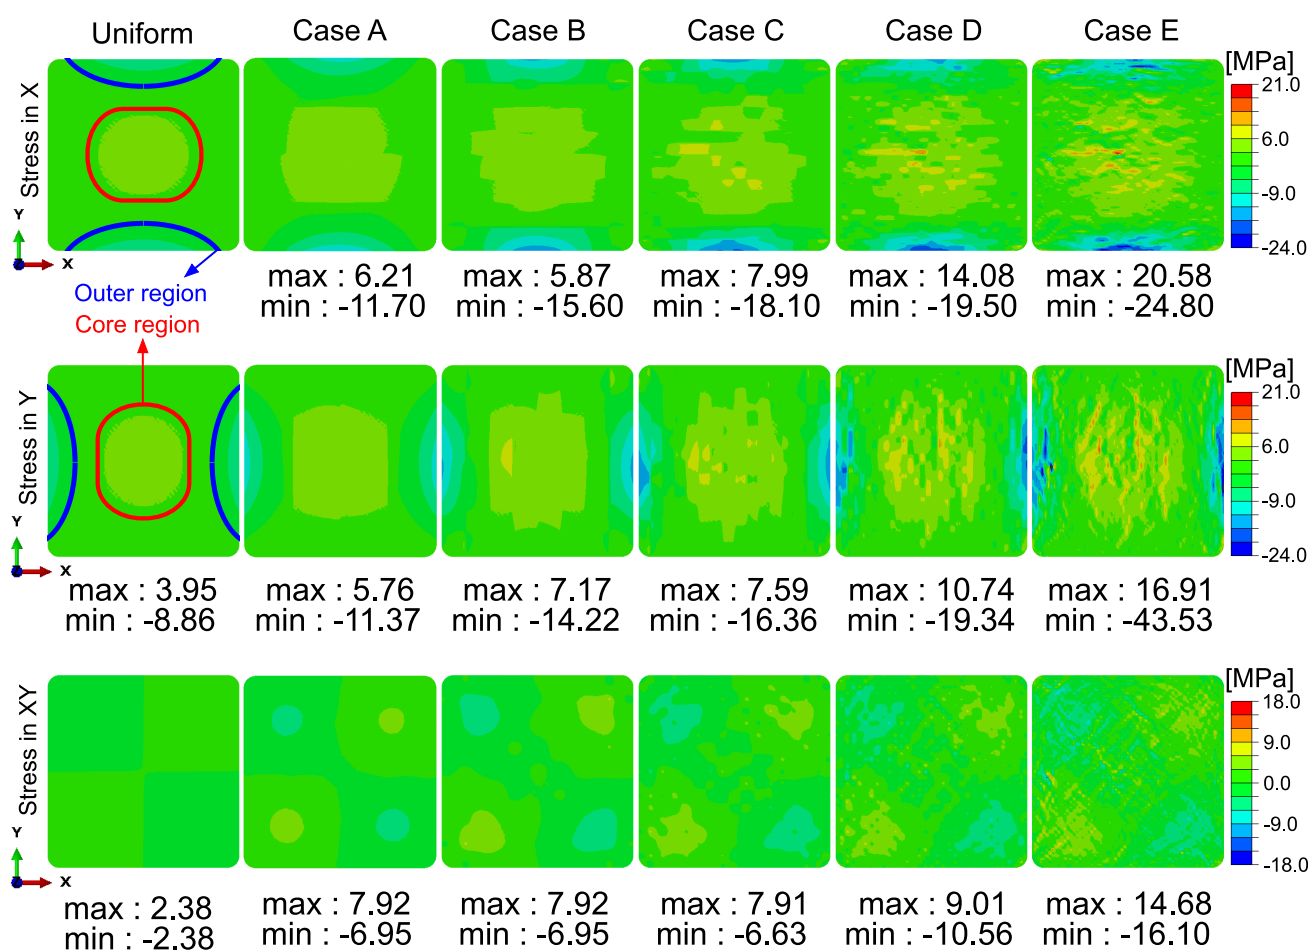 Uniform Case A Case B Case C Case D Case E
[MPa]
Stress in X
21.0
6.0
-9.0
-24.0
Y
Z X
Outer region
Core region
max : 6.21 max : 5.87 max : 7.99 max : 14.08 max : 20.58
min : -11.70 min : -15.60 min : -18.10 min : -19.50 min : -24.80
[MPa]
Stress in Y
21.0
6.0
-9.0
-24.0
Y
Z X
max : 3.95 max : 5.76 max : 7.17 max : 7.59 max : 10.74 max : 16.91
min : -8.86 min : -11.37 min : -14.22 min : -16.36 min : -19.34 min : -43.53
[MPa]
Stress in XY
18.0
9.0
0.0
-9.0
-18.0
Y
Z X
max : 2.38 max : 7.92 max : 7.92 max : 7.91 max : 9.01 max : 14.68
min : -2.38 min : -6.95 min : -6.95 min : -6.63 min : -10.56 min : -16.10